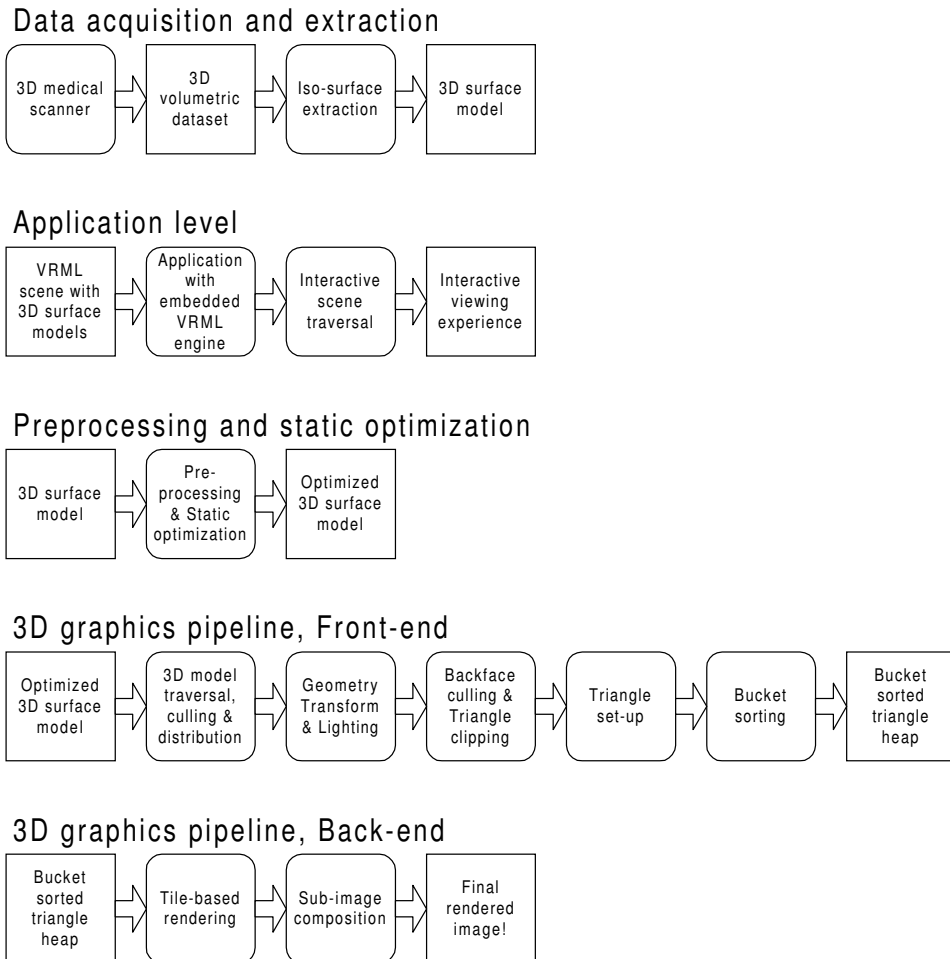 Data acquisition and extraction
3D medical
scanner
3D
volumetric
dataset
Iso-surface
extraction
3D surface
model
Application level
VRML
scene with
3D surface
models
Application
with
embedded
VRML
engine
Interactive
scene
traversal
Interactive
viewing
experience
Preprocessing and static optimization
3D surface
model
Pre-
processing
& Static
optimization
Optimized
3D surface
model
3D graphics pipeline, Front-end
Optimized
3D surface
model
3D model
traversal,
culling &
distribution
Geometry
Transform
& Lighting
Backface
culling &
Triangle
clipping
Triangle
set-up
Bucket
sorting
Bucket
sorted
triangle
heap
3D graphics pipeline, Back-end
Bucket
sorted
triangle
heap
Tile-based
rendering
Sub-image
composition
Final
rendered
image!